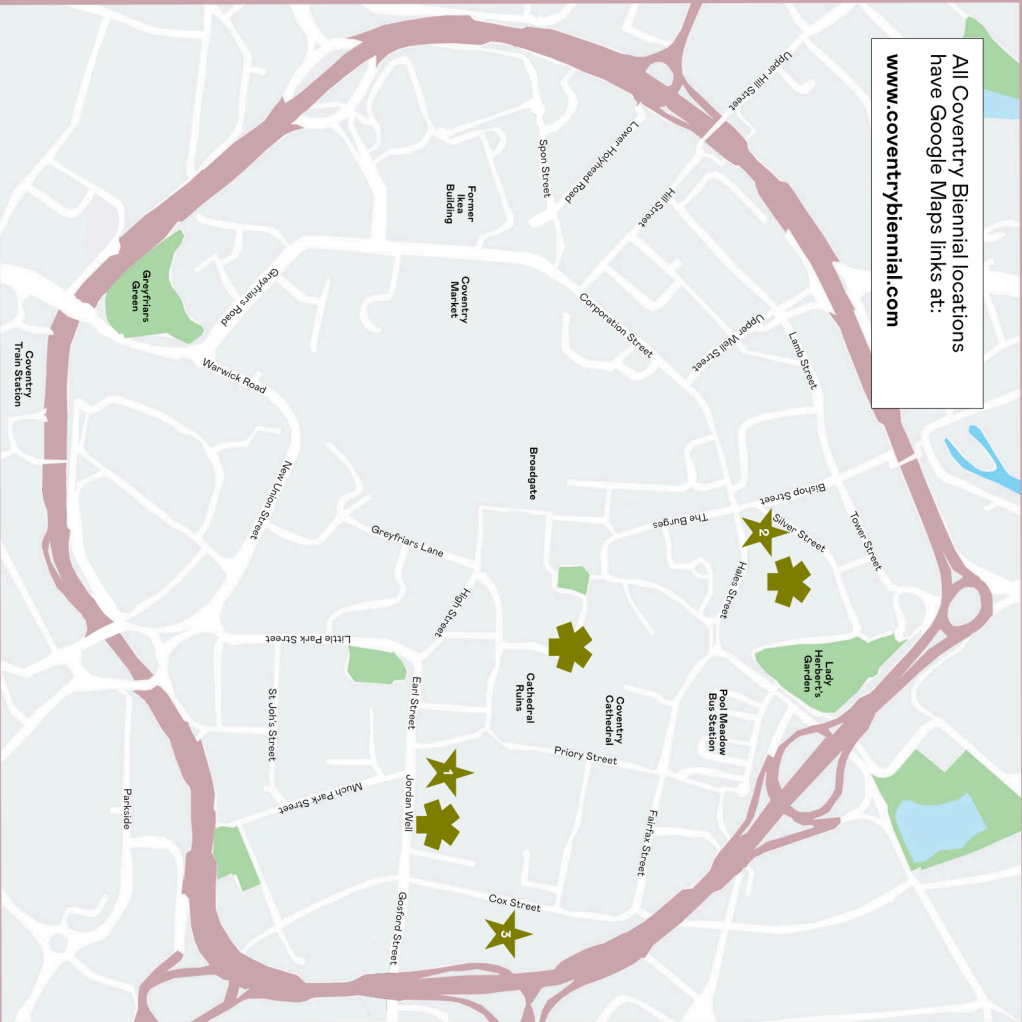 All Coventry Biennial locations
have Google Maps links at:
www.coventrybiennial.com
Upper Hill Street
Lower Holyhead Road
Spon Street
Hill Street
Former
Ikea
Building
Coventry
Market
Greyfriars
Green
Greyfriars Road
Corporation Street
Upper Well Street
Lamb Street
Coventry
Train Station
Warwick Road
New Union Street
Broadgate
Greyfriars Lane
The Burges
Bishop Street
Silver Street
2
Tower Street
Hales Street
High Street
Little Park Street
Lady
Herbert's
Garden
Cathedral
Ruins
Coventry
Cathedral
Pool Meadow
Bus Station
Earl Street
St Joh's Street
Priory Street
1
Much Park Street
Jordan Well
Parkside
Fairfax Street
Cox Street
3
Gosford Street